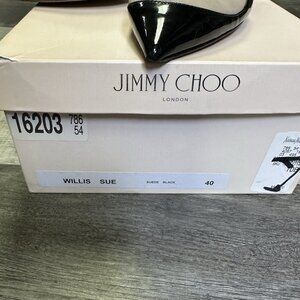 JIMMY CHOO
LONDON
16203 786
54
WILLIS SUE SUEDE BLACK 40